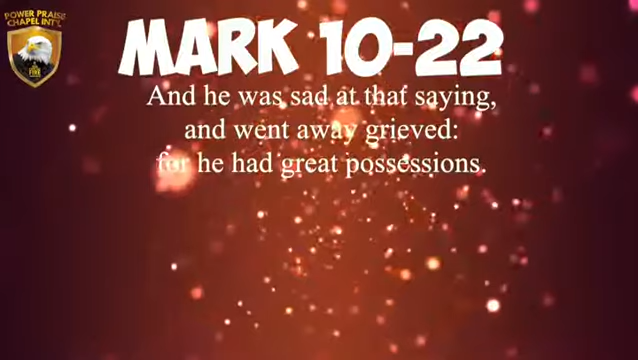 POWER PRAISE
CHAPEL INT'L
FIRE
MARK 10-22
And he was sad at that saying,
and went away grieved:
for he had great possessions.